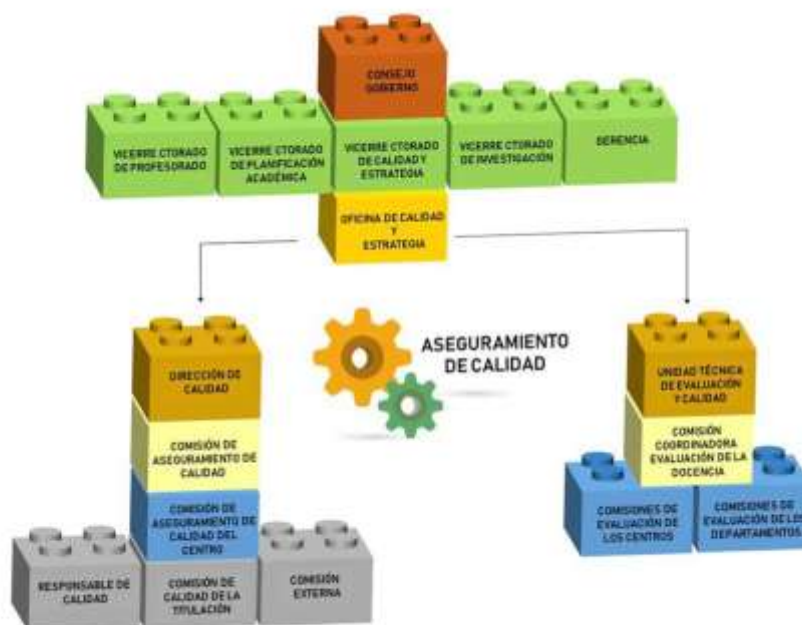 CONSEJO
GOBIERNO
VICERRE CTORADO
DE PROFESORADO
VICERRE CTORADO
DE PLANIFICACIÓN
ACADÉMICA
VICERRE CTORADO
DE CALIDAD Y
ESTRATEGIA
VICERRE CTORADO
DE INVESTIGACIÓN
GERENCIA
OFICINA DE CALIDAD
Y
ESTRATEGIA
ASEGURAMIENTO
DE CALIDAD
DIRECCIÓN DE
CALIDAD
COMISIÓN DE
ASEGURAMIENTO DE
CALIDAD
COMISIÓN DE
ASEGURAMIENTO DE
CALIDAD DEL
CENTRO
RESPONSABLE DE
CALIDAD
COMISIÓN DE
CALIDAD DE LA
TITULACIÓN
COMISIÓN
EXTERNA
UNIDAD TÉCNICA
DE EVALUACIÓN
Y CALIDAD
COMISIÓN
COORDINADORA
EVALUACIÓN DE LA
DOCENCIA
COMISIONES DE
EVALUACIÓN DE
LOS CENTROS
COMISIONES DE
EVALUACIÓN DE LOS
DEPARTAMENTOS